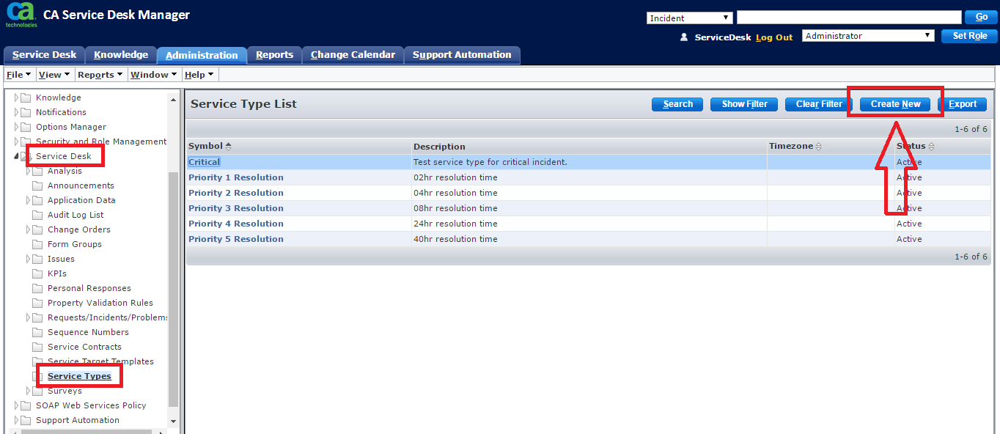 ca technologies
CA Service Desk Manager
Incident
Go
ServiceDesk Log Out Administrator Set Role
Service Desk Knowledge Administration Reports Change Calendar Support Automation
File View Reports Window Help
Knowledge
Notifications
Options Manager
Security and Role Management
Service Desk
Analysis
Announcements
Application Data
Audit Log List
Change Orders
Form Groups
Issues
KPIs
Personal Responses
Property Validation Rules
Requests/Incidents/Problems
Sequence Numbers
Service Contracts
Service Target Templates
Service Types
Surveys
SOAP Web Services Policy
Support Automation
Service Type List Search Show Filter Clear Filter Create New Export
1-6 of 6
Symbol Description Timezone Status
Critical Test service type for critical incident. Active
Priority 1 Resolution 02hr resolution time Active
Priority 2 Resolution 04hr resolution time Active
Priority 3 Resolution 08hr resolution time Active
Priority 4 Resolution 24hr resolution time Active
Priority 5 Resolution 40hr resolution time Active
1-6 of 6